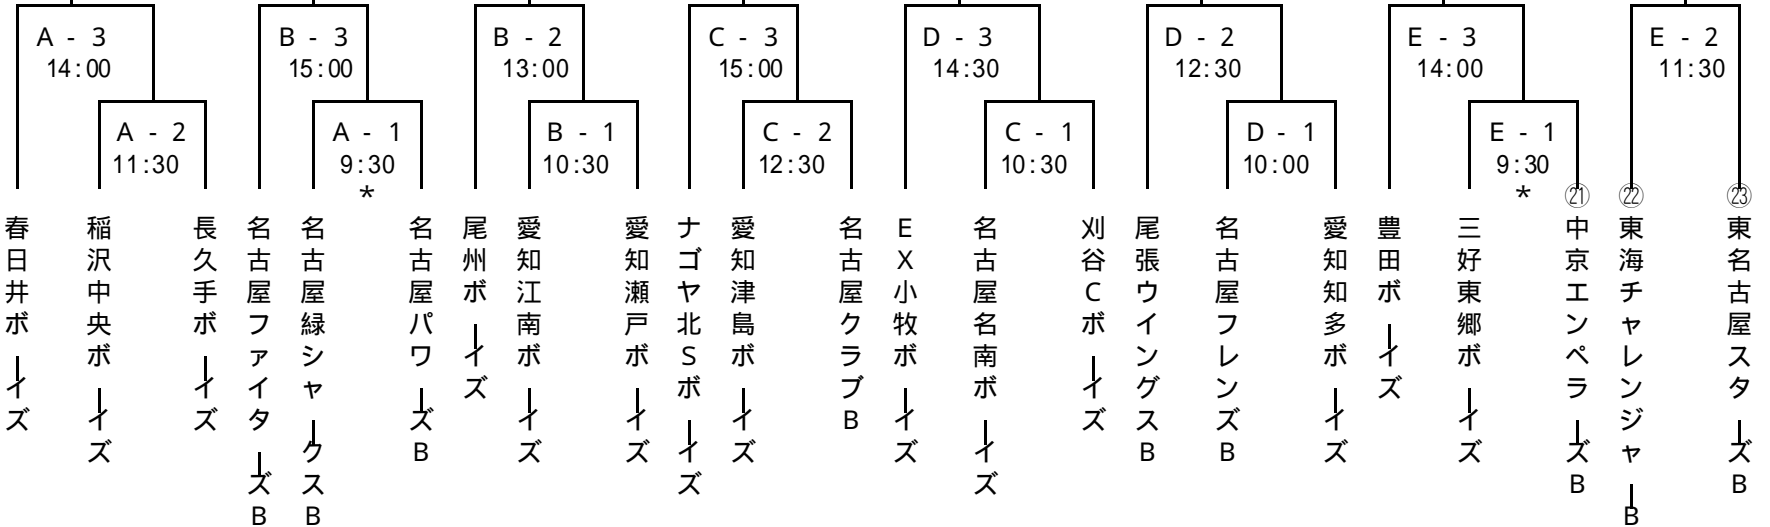 A - 3
14:00
B - 3
15:00
B - 2
13:00
C - 3
15:00
D - 3
14:30
D - 2
12:30
E - 3
14:00
E - 2
11:30
A - 2
11:30
A - 1
9:30
*
B - 1
10:30
C - 2
12:30
C - 1
10:30
D - 1
10:00
E - 1
9:30
*
㉑
㉒
㉓
春日井ボーイズ
稲沢中央ボーイズ
長久手ボーイズ
名古屋ファイターズB
名古屋緑シャークスB
名古屋パワーズB
尾州ボーイズ
愛知江南ボーイズ
愛知瀬戸ボーイズ
ナゴヤ北Sボーイズ
愛知津島ボーイズ
名古屋クラブB
EX小牧ボーイズ
名古屋名南ボーイズ
刈谷Cボーイズ
尾張ウイングスB
名古屋フレンズB
愛知知多ボーイズ
豊田ボーイズ
三好東郷ボーイズ
中京エンペラーズB
東海チャレンジャーB
東名古屋スターズB